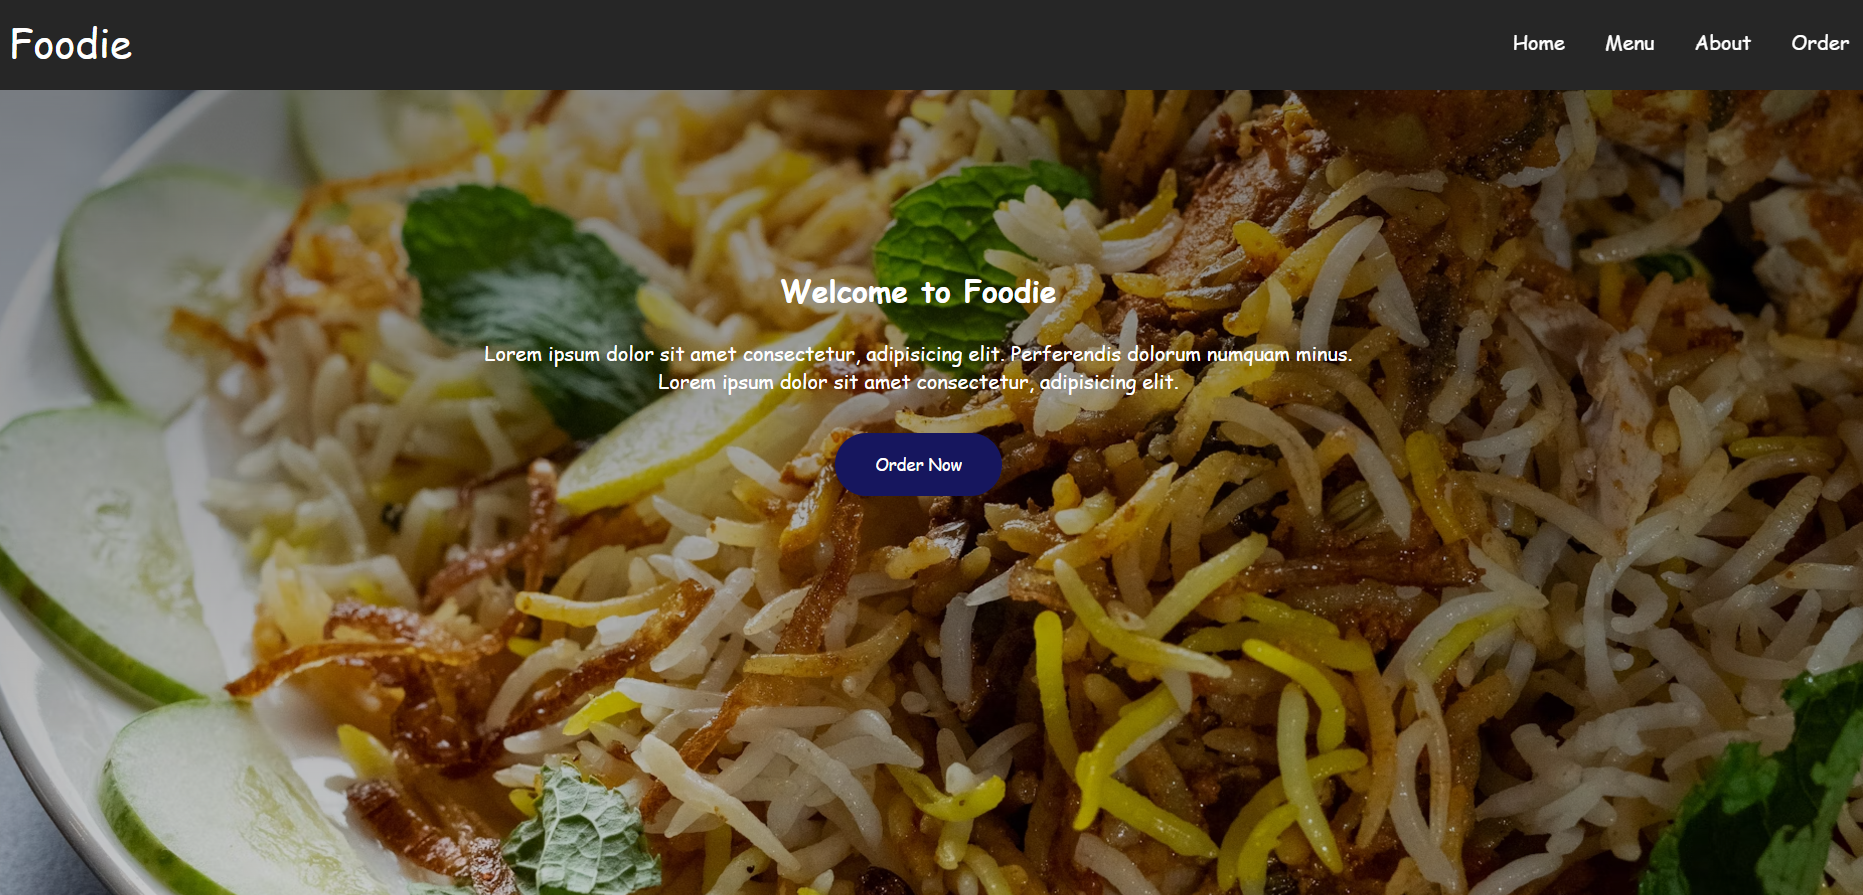 Foodie
Home Menu About Order
Welcome to Foodie
Lorem ipsum dolor sit amet consectetur, adipisicing elit. Perferendis dolorum numquam minus.
Lorem ipsum dolor sit amet consectetur, adipisicing elit.
Order Now